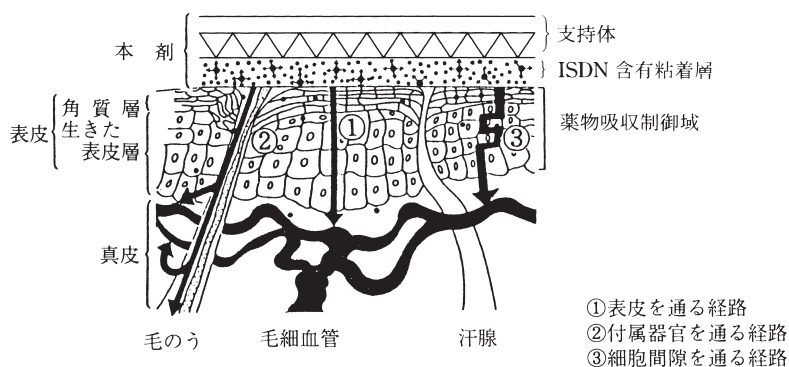 本剤
支持体
ISDN 含有粘着層
表皮
角質層
生きた
表皮層
薬物吸収制御域
①
②
③
真皮
毛のう
毛細血管
汗腺
①表皮を通る経路
②付属器官を通る経路
③細胞間隙を通る経路